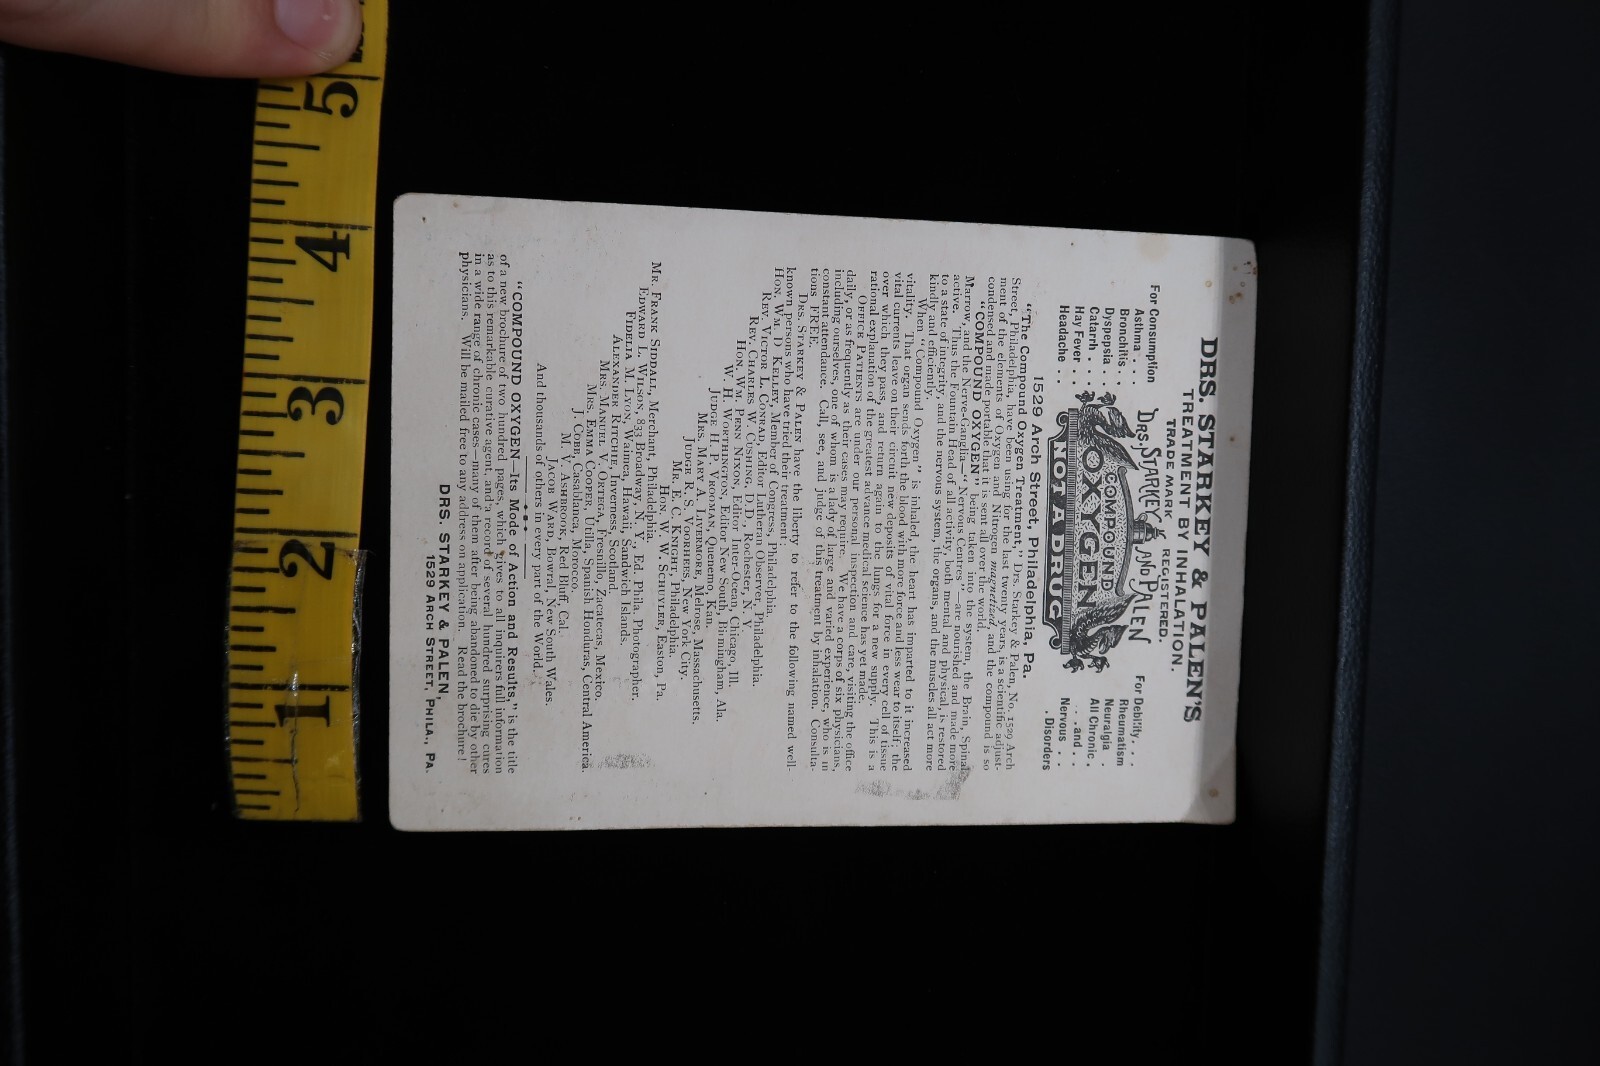 DRS. STARKEY & PALEN'S
TREATMENT BY INHALATION.
TRADE MARK REGISTERED.
For Consumption
Asthma . . .
Bronchitis . .
Dyspepsia . .
Catarrh . . .
Hay Fever . .
Headache . .
DRS. STARKEY AND PALEN
COMPOUND
OXYGEN
NOT A DRUG
For Debility . . .
Rheumatism
Neuralgia .
All Chronic .
. . and . .
Nervous . .
. Disorders
1529 Arch Street, Philadelphia, Pa.
"The Compound Oxygen Treatment," Drs. Starkey & Palen, No. 1529 Arch
Street, Philadelphia, have been using for the last twenty years, is a scientific adjust-
ment of the elements of Oxygen and Nitrogen magnetized, and the compound is so
condensed and made portable that it is sent all over the world.
"COMPOUND OXYGEN" being taken into the system, the Brain, Spinal
Marrow, and the Nerve-Ganglia—"Nervous Centres"—are nourished and made more
active. Thus the Fountain Head of all activity, both mental and physical, is restored
to a state of integrity, and the nervous system, the organs, and the muscles all act more
kindly and efficiently.
When "Compound Oxygen" is inhaled, the heart has imparted to it increased
vitality. That organ sends forth the blood with more force and less wear to itself; the
vital currents leave on their circuit new deposits of vital force in every cell of tissue
over which they pass, and return again to the lungs for a new supply. This is a
rational explanation of the greatest advance medical science has yet made.
OFFICE PATIENTS are under our personal inspection and care, visiting the office
daily, or as frequently as their cases may require. We have a corps of six physicians,
including ourselves, one of whom is a lady of large and varied experience, who is in
constant attendance. Call, see, and judge of this treatment by inhalation. Consulta-
tions FREE.
DRS. STARKEY & PALEN have the liberty to refer to the following named well-
known persons who have tried their treatment:
HON. WM. D. KELLEY, Member of Congress, Philadelphia.
REV. VICTOR L. CONRAD, Editor Lutheran Observer, Philadelphia.
REV. CHARLES W. CUSHING, D.D., Rochester, N. Y.
HON. WM. PENN NIXON, Editor Inter-Ocean, Chicago, Ill.
W. H. WORTHINGTON, Editor New South, Birmingham, Ala.
JUDGE H. P. VROOMAN, Quenemo, Kan.
MRS. MARY A. LIVERMORE, Melrose, Massachusetts.
JUDGE R. S. VOORHEES, New York City.
MR. E. C. KNIGHT, Philadelphia.
MR. FRANK SIDDALL, Merchant, Philadelphia.
HON. W. W. SCHUYLER, Easton, Pa.
EDWARD L. WILSON, 833 Broadway, N. Y., Ed. Phila. Photographer.
FIDELIA M. LYON, Waimea, Hawaii, Sandwich Islands.
ALEXANDER RITCHIE, Inverness, Scotland.
MRS. MANUEL V. ORTEGA, Fresnillo, Zacatecas, Mexico.
MRS. EMMA COOPER, Utilla, Spanish Honduras, Central America.
J. COBB, Casablanca, Morocco.
M. V. ASHBROOK, Red Bluff, Cal.
JACOB WARD, Bowral, New South Wales.
And thousands of others in every part of the World.
"COMPOUND OXYGEN—Its Mode of Action and Results," is the title
of a new brochure of two hundred pages, which gives to all inquirers full information
as to this remarkable curative agent, and a record of several hundred surprising cures
in a wide range of chronic cases—many of them after being abandoned to die by other
physicians. Will be mailed free to any address on application. Read the brochure!
DRS. STARKEY & PALEN,
1529 ARCH STREET, PHILA., PA.
1
2
3
4
5